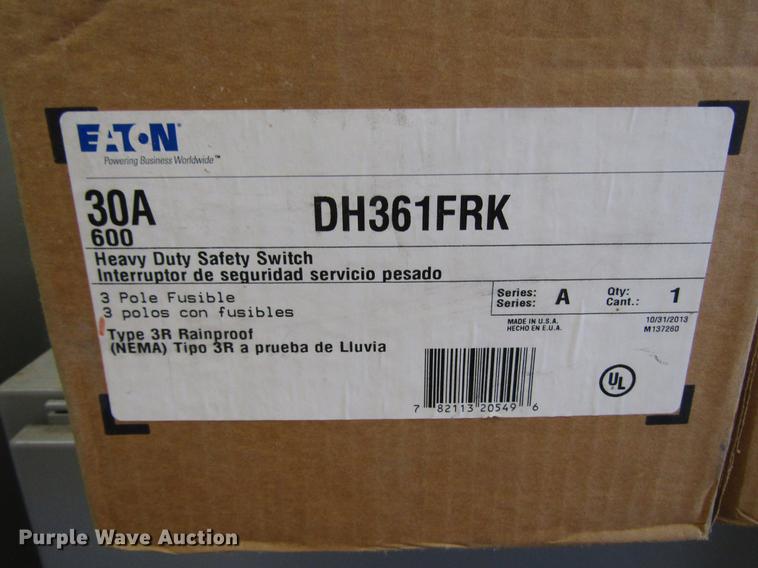 EATON
Powering Business Worldwide™
30A
600
DH361FRK
Heavy Duty Safety Switch
Interruptor de seguridad servicio pesado
3 Pole Fusible
3 polos con fusibles
Series: A Qty: 1
Series: Cant.:
MADE IN U.S.A. 10/31/2013
HECHO EN E.U.A. M137260
Type 3R Rainproof
(NEMA) Tipo 3R a prueba de Lluvia
UL
7 82113 20549 6
Purple Wave Auction